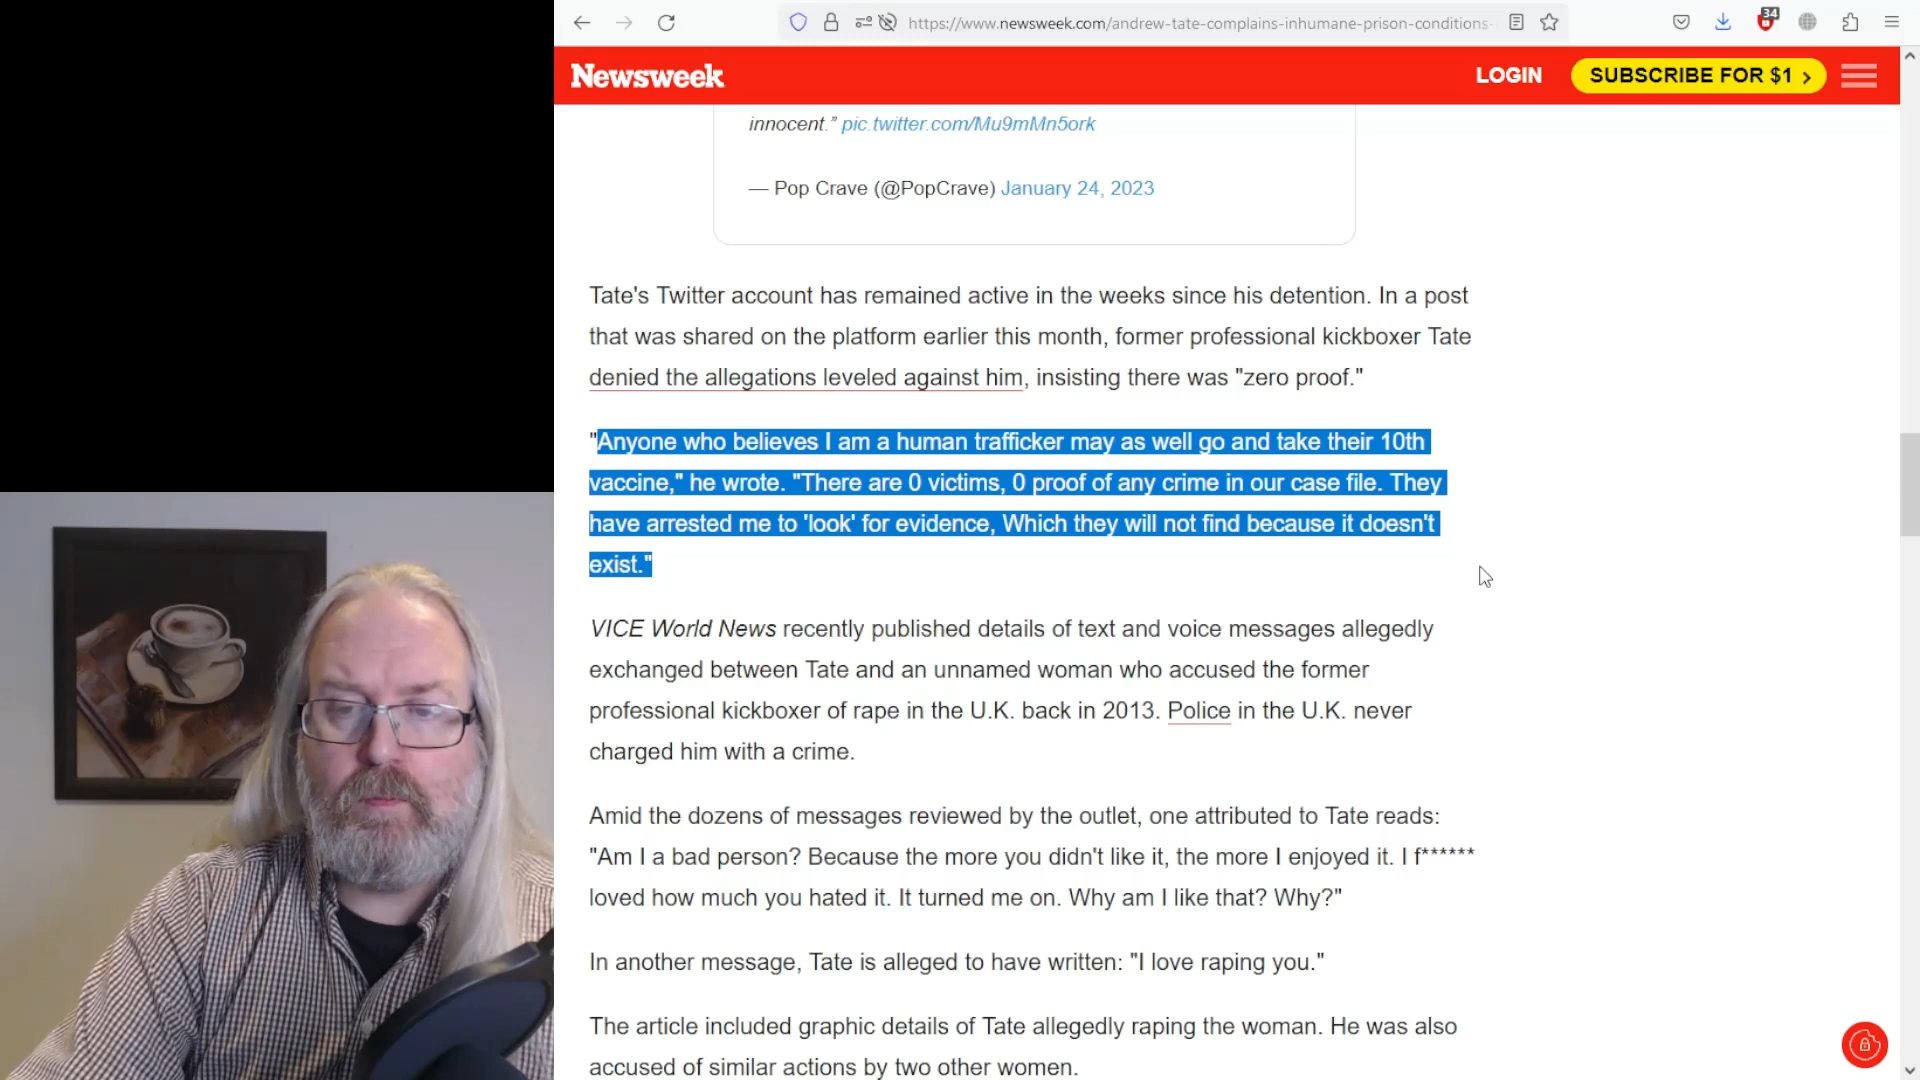 https://www.newsweek.com/andrew-tate-complains-inhumane-prison-conditions-
34
Newsweek
LOGIN
SUBSCRIBE FOR $1 >
innocent.” pic.twitter.com/Mu9mMn5ork
— Pop Crave (@PopCrave) January 24, 2023
Tate's Twitter account has remained active in the weeks since his detention. In a post
that was shared on the platform earlier this month, former professional kickboxer Tate
denied the allegations leveled against him, insisting there was "zero proof."
"Anyone who believes I am a human trafficker may as well go and take their 10th
vaccine," he wrote. "There are 0 victims, 0 proof of any crime in our case file. They
have arrested me to 'look' for evidence, Which they will not find because it doesn't
exist."
VICE World News recently published details of text and voice messages allegedly
exchanged between Tate and an unnamed woman who accused the former
professional kickboxer of rape in the U.K. back in 2013. Police in the U.K. never
charged him with a crime.
Amid the dozens of messages reviewed by the outlet, one attributed to Tate reads:
"Am I a bad person? Because the more you didn't like it, the more I enjoyed it. I f******
loved how much you hated it. It turned me on. Why am I like that? Why?"
In another message, Tate is alleged to have written: "I love raping you."
The article included graphic details of Tate allegedly raping the woman. He was also
accused of similar actions by two other women.